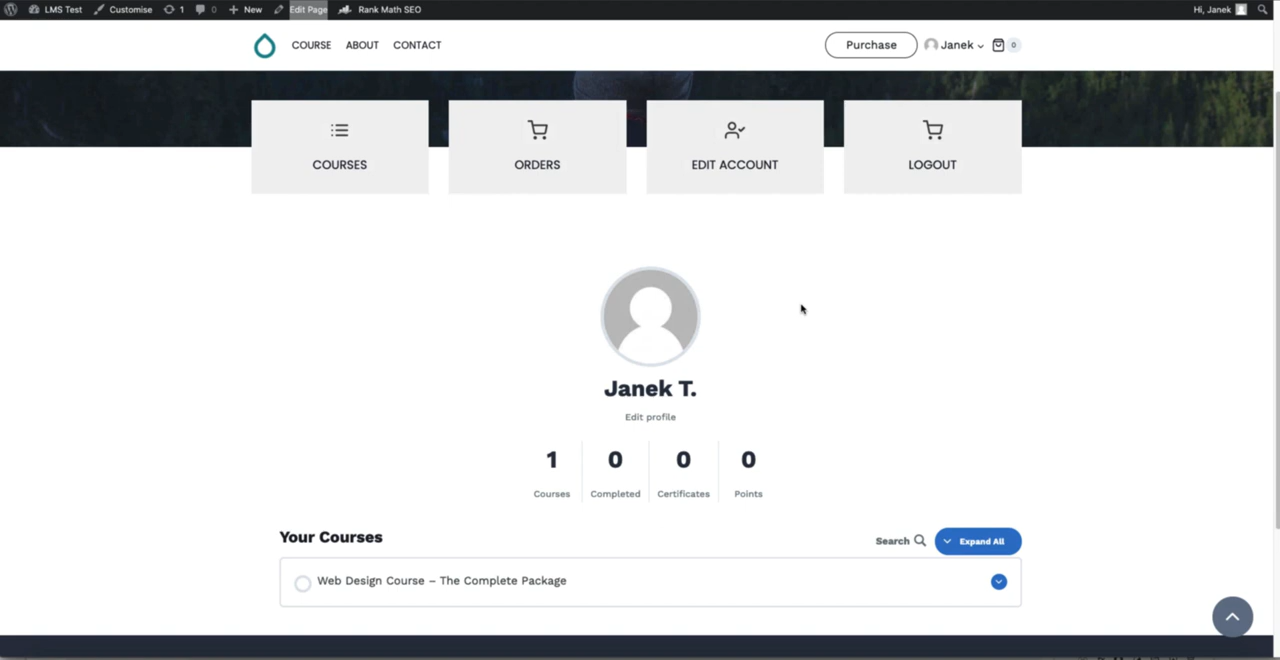 LMS Test Customise 1 0 New Edit Page Rank Math SEO Hi, Janek
COURSE ABOUT CONTACT Purchase Janek 0
COURSES ORDERS EDIT ACCOUNT LOGOUT
Janek T.
Edit profile
1 0 0 0
Courses Completed Certificates Points
Your Courses Search Expand All
Web Design Course – The Complete Package